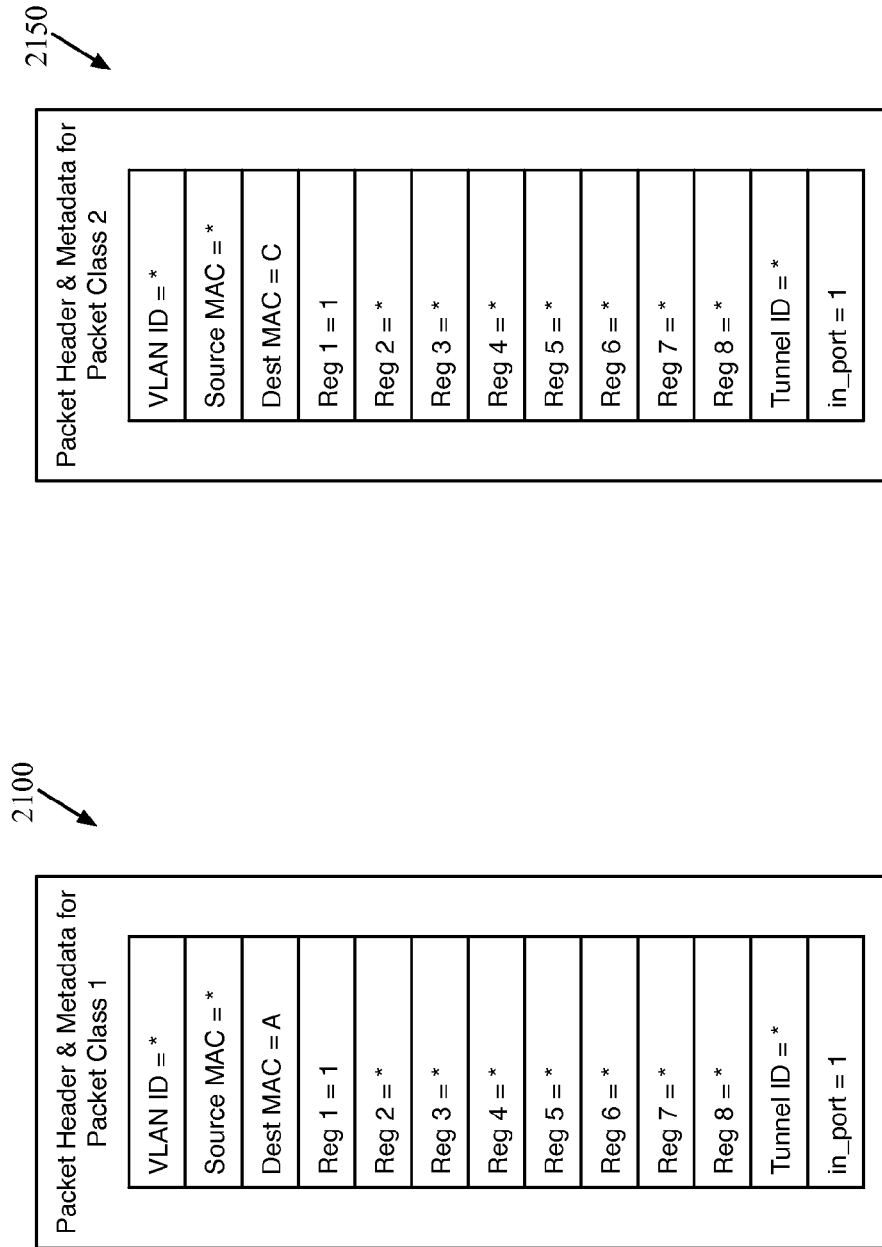 2100
Packet Header & Metadata for
Packet Class 1
VLAN ID = *
Source MAC = *
Dest MAC = A
Reg 1 = 1
Reg 2 = *
Reg 3 = *
Reg 4 = *
Reg 5 = *
Reg 6 = *
Reg 7 = *
Reg 8 = *
Tunnel ID = *
in_port = 1
2150
Packet Header & Metadata for
Packet Class 2
VLAN ID = *
Source MAC = *
Dest MAC = C
Reg 1 = 1
Reg 2 = *
Reg 3 = *
Reg 4 = *
Reg 5 = *
Reg 6 = *
Reg 7 = *
Reg 8 = *
Tunnel ID = *
in_port = 1